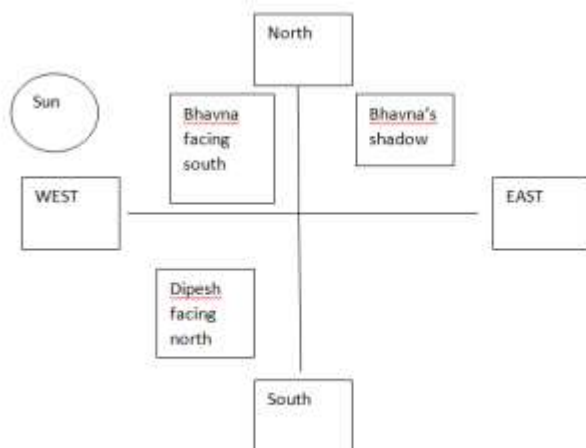 North
Sun
Bhavna
facing
south
Bhavna's
shadow
WEST
EAST
Dipesh
facing
north
South